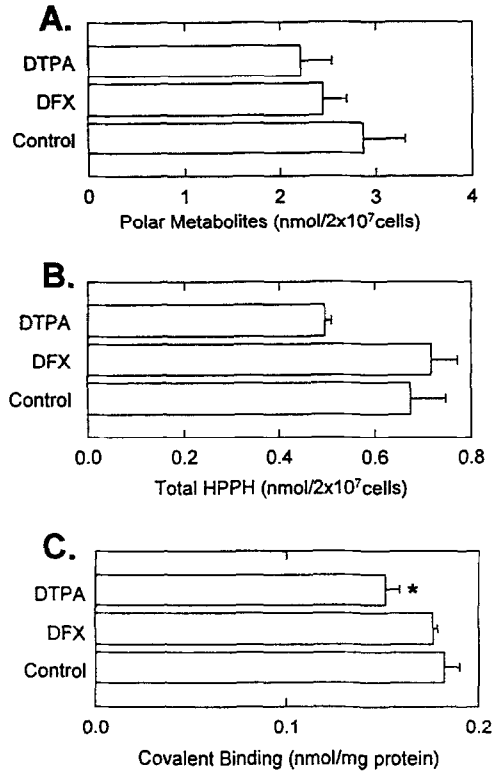 A.
DTPA
DFX
Control
0 1 2 3 4
Polar Metabolites (nmol/2x10⁷cells)
B.
DTPA
DFX
Control
0.0 0.2 0.4 0.6 0.8
Total HPPH (nmol/2x10⁷cells)
C.
DTPA *
DFX
Control
0.0 0.1 0.2
Covalent Binding (nmol/mg protein)